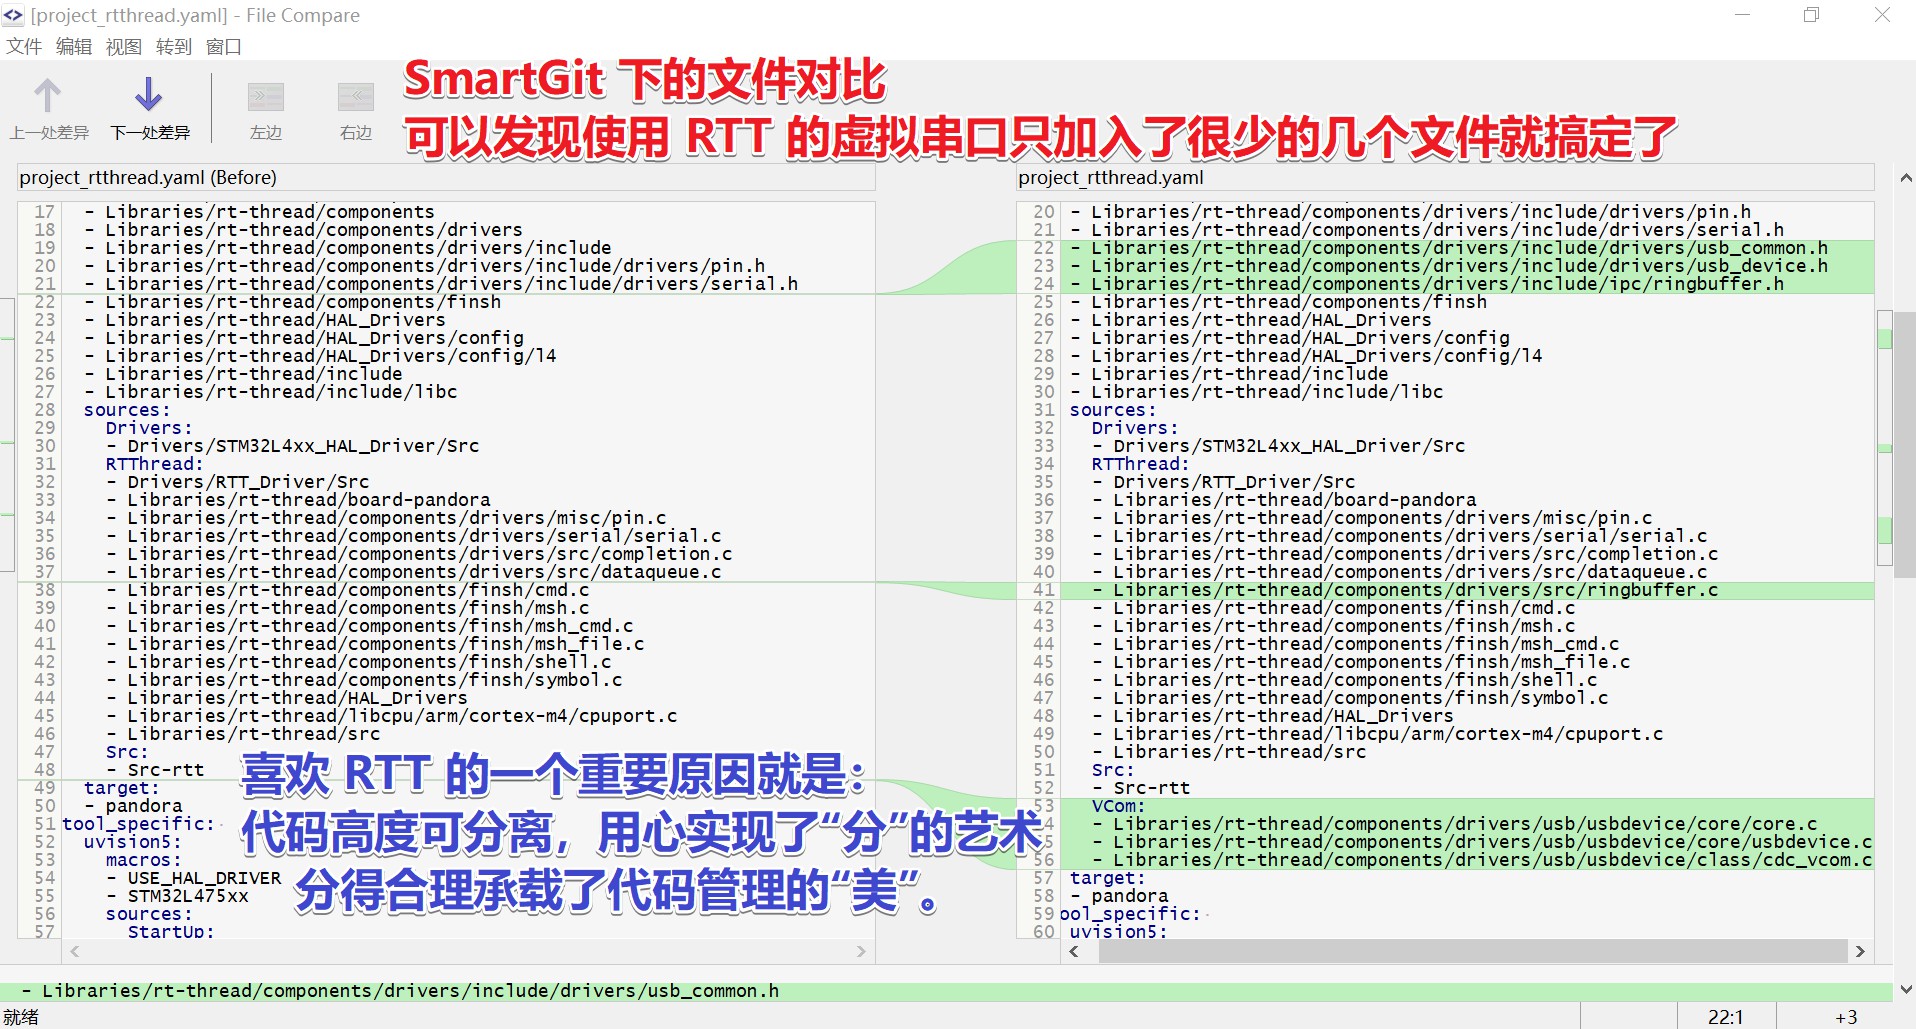 [project_rtthread.yaml] - File Compare
文件 编辑 视图 转到 窗口
上一处差异 下一处差异 左边 右边
SmartGit 下的文件对比
可以发现使用 RTT 的虚拟串口只加入了很少的几个文件就搞定了
project_rtthread.yaml (Before)
17 - Libraries/rt-thread/components
18 - Libraries/rt-thread/components/drivers
19 - Libraries/rt-thread/components/drivers/include
20 - Libraries/rt-thread/components/drivers/include/drivers/pin.h
21 - Libraries/rt-thread/components/drivers/include/drivers/serial.h
22 - Libraries/rt-thread/components/finsh
23 - Libraries/rt-thread/HAL_Drivers
24 - Libraries/rt-thread/HAL_Drivers/config
25 - Libraries/rt-thread/HAL_Drivers/config/l4
26 - Libraries/rt-thread/include
27 - Libraries/rt-thread/include/libc
28 sources:
29 Drivers:
30 - Drivers/STM32L4xx_HAL_Driver/Src
31 RTThread:
32 - Drivers/RTT_Driver/Src
33 - Libraries/rt-thread/board-pandora
34 - Libraries/rt-thread/components/drivers/misc/pin.c
35 - Libraries/rt-thread/components/drivers/serial/serial.c
36 - Libraries/rt-thread/components/drivers/src/completion.c
37 - Libraries/rt-thread/components/drivers/src/dataqueue.c
38 - Libraries/rt-thread/components/finsh/cmd.c
39 - Libraries/rt-thread/components/finsh/msh.c
40 - Libraries/rt-thread/components/finsh/msh_cmd.c
41 - Libraries/rt-thread/components/finsh/msh_file.c
42 - Libraries/rt-thread/components/finsh/shell.c
43 - Libraries/rt-thread/components/finsh/symbol.c
44 - Libraries/rt-thread/HAL_Drivers
45 - Libraries/rt-thread/libcpu/arm/cortex-m4/cpuport.c
46 - Libraries/rt-thread/src
47 Src:
48 - Src-rtt
49 target:
50 - pandora
51 tool_specific:
52 uvision5:
53 macros:
54 - USE_HAL_DRIVER
55 - STM32L475xx
56 sources:
57 StartUp:
喜欢 RTT 的一个重要原因就是：
代码高度可分离，用心实现了“分”的艺术
分得合理承载了代码管理的“美”。
project_rtthread.yaml
20 - Libraries/rt-thread/components/drivers/include/drivers/pin.h
21 - Libraries/rt-thread/components/drivers/include/drivers/serial.h
22 - Libraries/rt-thread/components/drivers/include/drivers/usb_common.h
23 - Libraries/rt-thread/components/drivers/include/drivers/usb_device.h
24 - Libraries/rt-thread/components/drivers/include/ipc/ringbuffer.h
25 - Libraries/rt-thread/components/finsh
26 - Libraries/rt-thread/HAL_Drivers
27 - Libraries/rt-thread/HAL_Drivers/config
28 - Libraries/rt-thread/HAL_Drivers/config/l4
29 - Libraries/rt-thread/include
30 - Libraries/rt-thread/include/libc
31 sources:
32 Drivers:
33 - Drivers/STM32L4xx_HAL_Driver/Src
34 RTThread:
35 - Drivers/RTT_Driver/Src
36 - Libraries/rt-thread/board-pandora
37 - Libraries/rt-thread/components/drivers/misc/pin.c
38 - Libraries/rt-thread/components/drivers/serial/serial.c
39 - Libraries/rt-thread/components/drivers/src/completion.c
40 - Libraries/rt-thread/components/drivers/src/dataqueue.c
41 - Libraries/rt-thread/components/drivers/src/ringbuffer.c
42 - Libraries/rt-thread/components/finsh/cmd.c
43 - Libraries/rt-thread/components/finsh/msh.c
44 - Libraries/rt-thread/components/finsh/msh_cmd.c
45 - Libraries/rt-thread/components/finsh/msh_file.c
46 - Libraries/rt-thread/components/finsh/shell.c
47 - Libraries/rt-thread/components/finsh/symbol.c
48 - Libraries/rt-thread/HAL_Drivers
49 - Libraries/rt-thread/libcpu/arm/cortex-m4/cpuport.c
50 - Libraries/rt-thread/src
51 Src:
52 - Src-rtt
53 VCom:
4 - Libraries/rt-thread/components/drivers/usb/usbdevice/core/core.c
- Libraries/rt-thread/components/drivers/usb/usbdevice/core/usbdevice.c
56 - Libraries/rt-thread/components/drivers/usb/usbdevice/class/cdc_vcom.c
57 target:
58 - pandora
59 ool_specific:
60 uvision5:
- Libraries/rt-thread/components/drivers/include/drivers/usb_common.h
就绪 22:1 +3